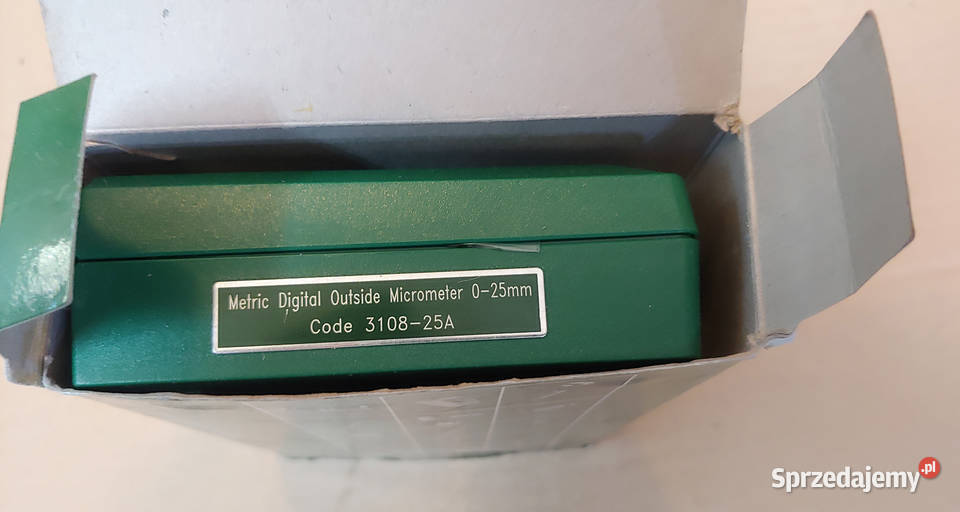 Metric Digital Outside Micrometer 0-25mm
Code 3108-25A
Sprzedajemy.pl